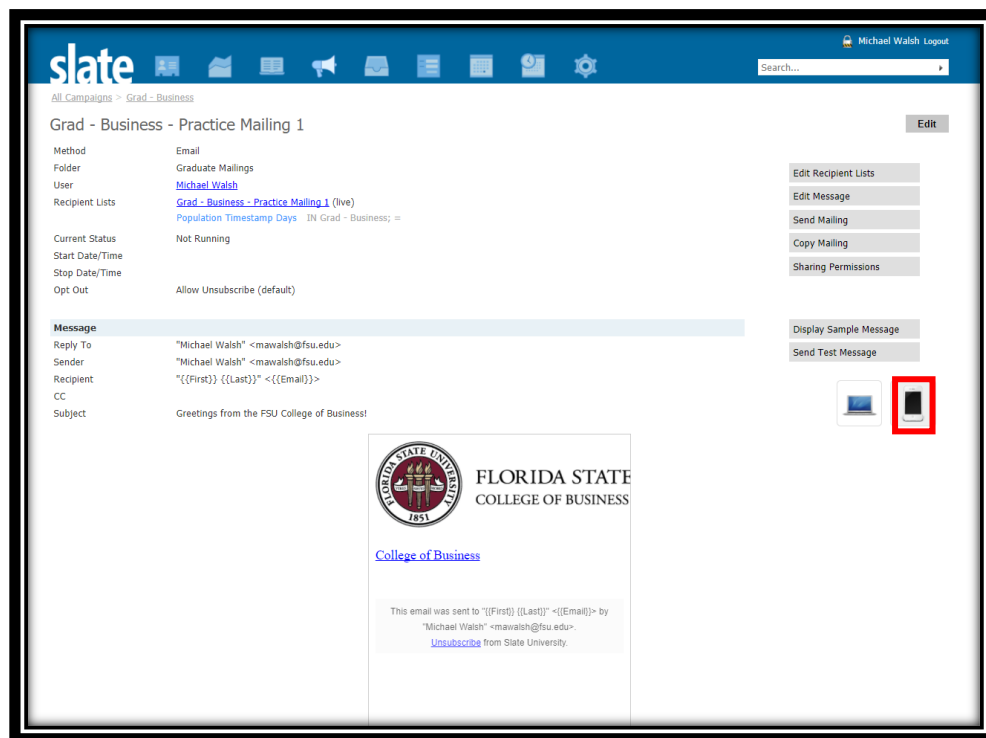 Michael Walsh Logout
slate
Search...
All Campaigns > Grad - Business
Grad - Business - Practice Mailing 1
Edit
Method Email
Folder Graduate Mailings
User Michael Walsh
Recipient Lists Grad - Business - Practice Mailing 1 (live)
Population Timestamp Days IN Grad - Business; =
Current Status Not Running
Start Date/Time
Stop Date/Time
Opt Out Allow Unsubscribe (default)
Edit Recipient Lists
Edit Message
Send Mailing
Copy Mailing
Sharing Permissions
Message
Reply To "Michael Walsh" <mawalsh@fsu.edu>
Sender "Michael Walsh" <mawalsh@fsu.edu>
Recipient "{{First}} {{Last}}" <{{Email}}>
CC
Subject Greetings from the FSU College of Business!
Display Sample Message
Send Test Message
FLORIDA STATE UNIVERSITY
1851
FLORIDA STATE
COLLEGE OF BUSINESS
College of Business
This email was sent to "{{First}} {{Last}}" <{{Email}}> by
"Michael Walsh" <mawalsh@fsu.edu>.
Unsubscribe from Slate University.